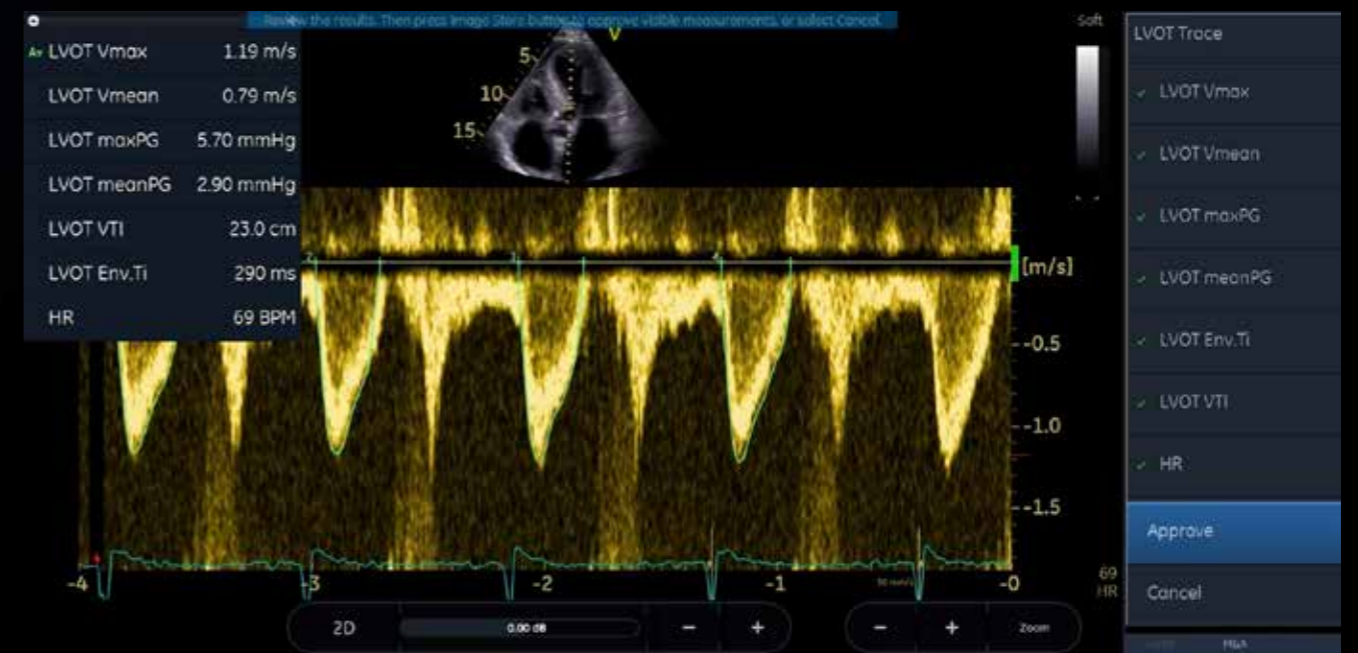 Review the results. Then press Image Store button to approve visible measurements, or select Cancel.
Av LVOT Vmax 1.19 m/s
LVOT Vmean 0.79 m/s
LVOT maxPG 5.70 mmHg
LVOT meanPG 2.90 mmHg
LVOT VTI 23.0 cm
LVOT Env.Ti 290 ms
HR 69 BPM
V
5
10
15
Soft
[m/s]
-0.5
-1.0
-1.5
2
3
4
-4
-3
-2
-1
-0
69
HR
2D
0.00 dB
- +
- +
Zoom
LVOT Trace
LVOT Vmax
LVOT Vmean
LVOT maxPG
LVOT meanPG
LVOT Env.Ti
LVOT VTI
HR
Approve
Cancel
M&A